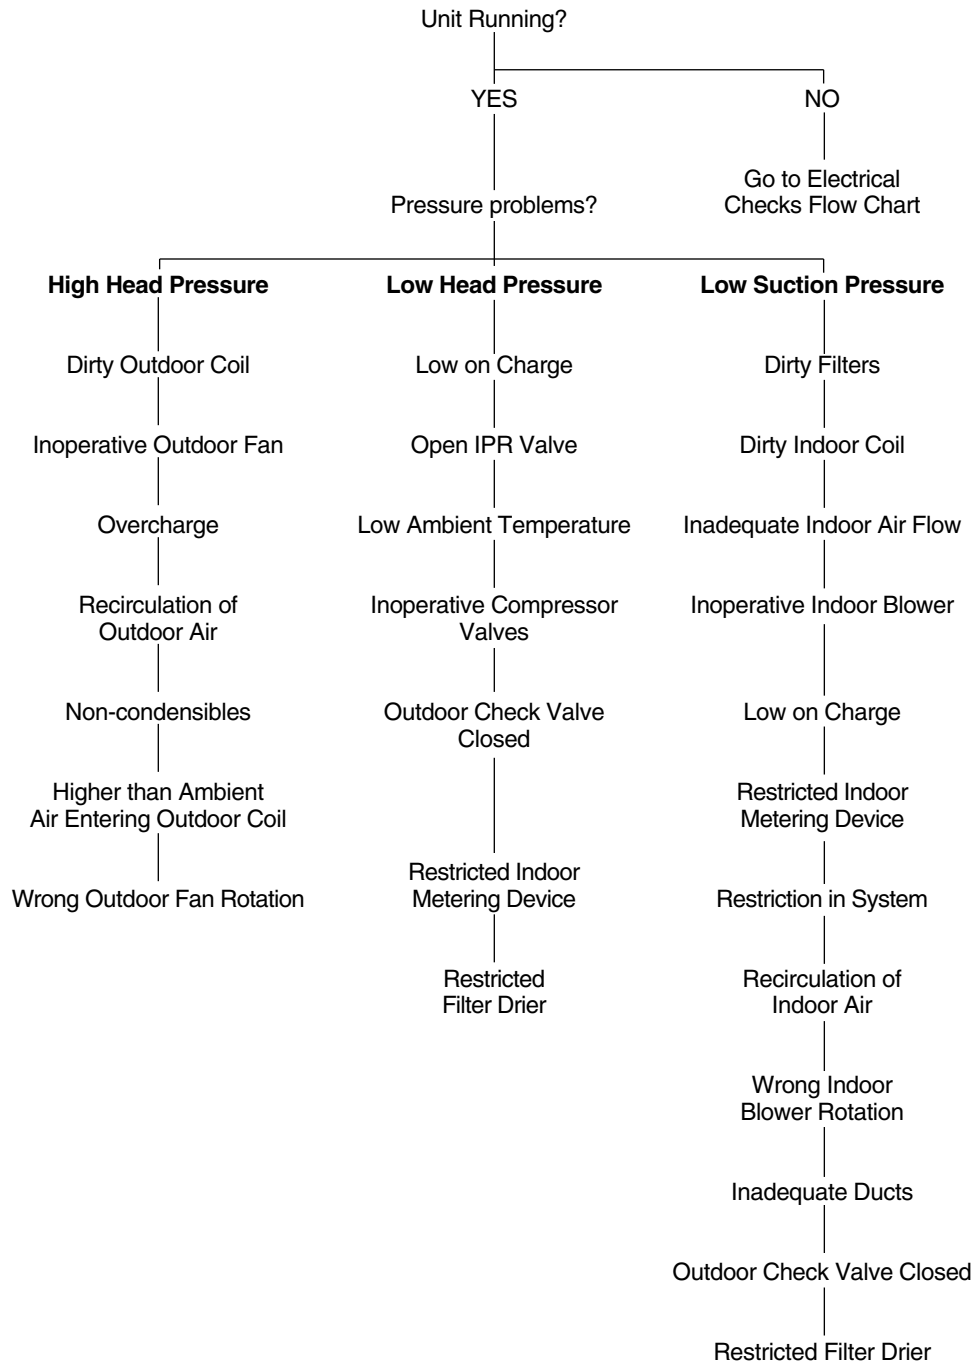 Unit Running?
YES
NO
Go to Electrical
Checks Flow Chart
Pressure problems?
High Head Pressure
Dirty Outdoor Coil
Inoperative Outdoor Fan
Overcharge
Recirculation of
Outdoor Air
Non-condensibles
Higher than Ambient
Air Entering Outdoor Coil
Wrong Outdoor Fan Rotation
Low Head Pressure
Low on Charge
Open IPR Valve
Low Ambient Temperature
Inoperative Compressor
Valves
Outdoor Check Valve
Closed
Restricted Indoor
Metering Device
Restricted
Filter Drier
Low Suction Pressure
Dirty Filters
Dirty Indoor Coil
Inadequate Indoor Air Flow
Inoperative Indoor Blower
Low on Charge
Restricted Indoor
Metering Device
Restriction in System
Recirculation of
Indoor Air
Wrong Indoor
Blower Rotation
Inadequate Ducts
Outdoor Check Valve Closed
Restricted Filter Drier